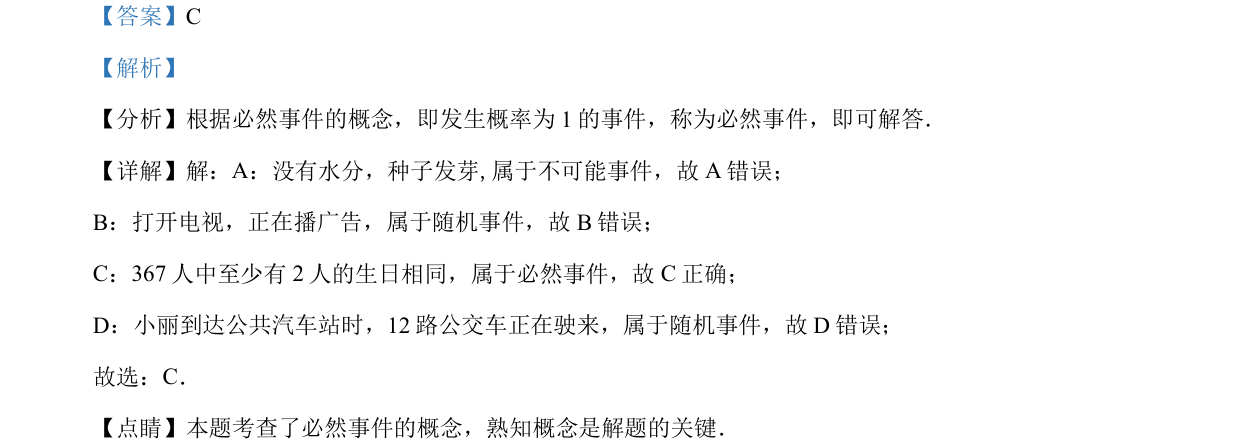 【答案】C
【解析】
【分析】根据必然事件的概念，即发生概率为 1 的事件，称为必然事件，即可解答．
【详解】解：A：没有水分，种子发芽, 属于不可能事件，故 A 错误；
B：打开电视，正在播广告，属于随机事件，故 B 错误；
C：367 人中至少有 2 人的生日相同，属于必然事件，故 C 正确；
D：小丽到达公共汽车站时，12 路公交车正在驶来，属于随机事件，故 D 错误；
故选：C．
【点睛】本题考查了必然事件的概念，熟知概念是解题的关键．